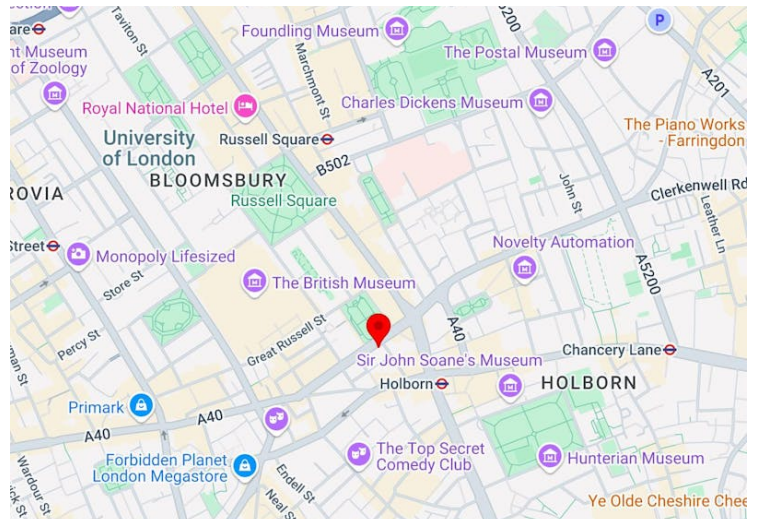 Taviton St
Foundling Museum
A5200
P
The Postal Museum
nt Museum
of Zoology
Marchmont St
A201
Royal National Hotel
Charles Dickens Museum
The Piano Works
- Farringdon
University
of London
Russell Square
B502
BLOOMSBURY
Russell Square
John St
Clerkenwell Rd
Leather Ln
ROVIA
Street
Monopoly Lifesized
Novelty Automation
Store St
The British Museum
A5200
Percy St
Great Russell St
A40
Sir John Soane's Museum
Chancery Lane
Holborn
HOLBORN
Primark
A40
A40
The Top Secret
Comedy Club
Forbidden Planet
London Megastore
Hunterian Museum
Wardour St
Endell St
Neal St
Ye Olde Cheshire Chee